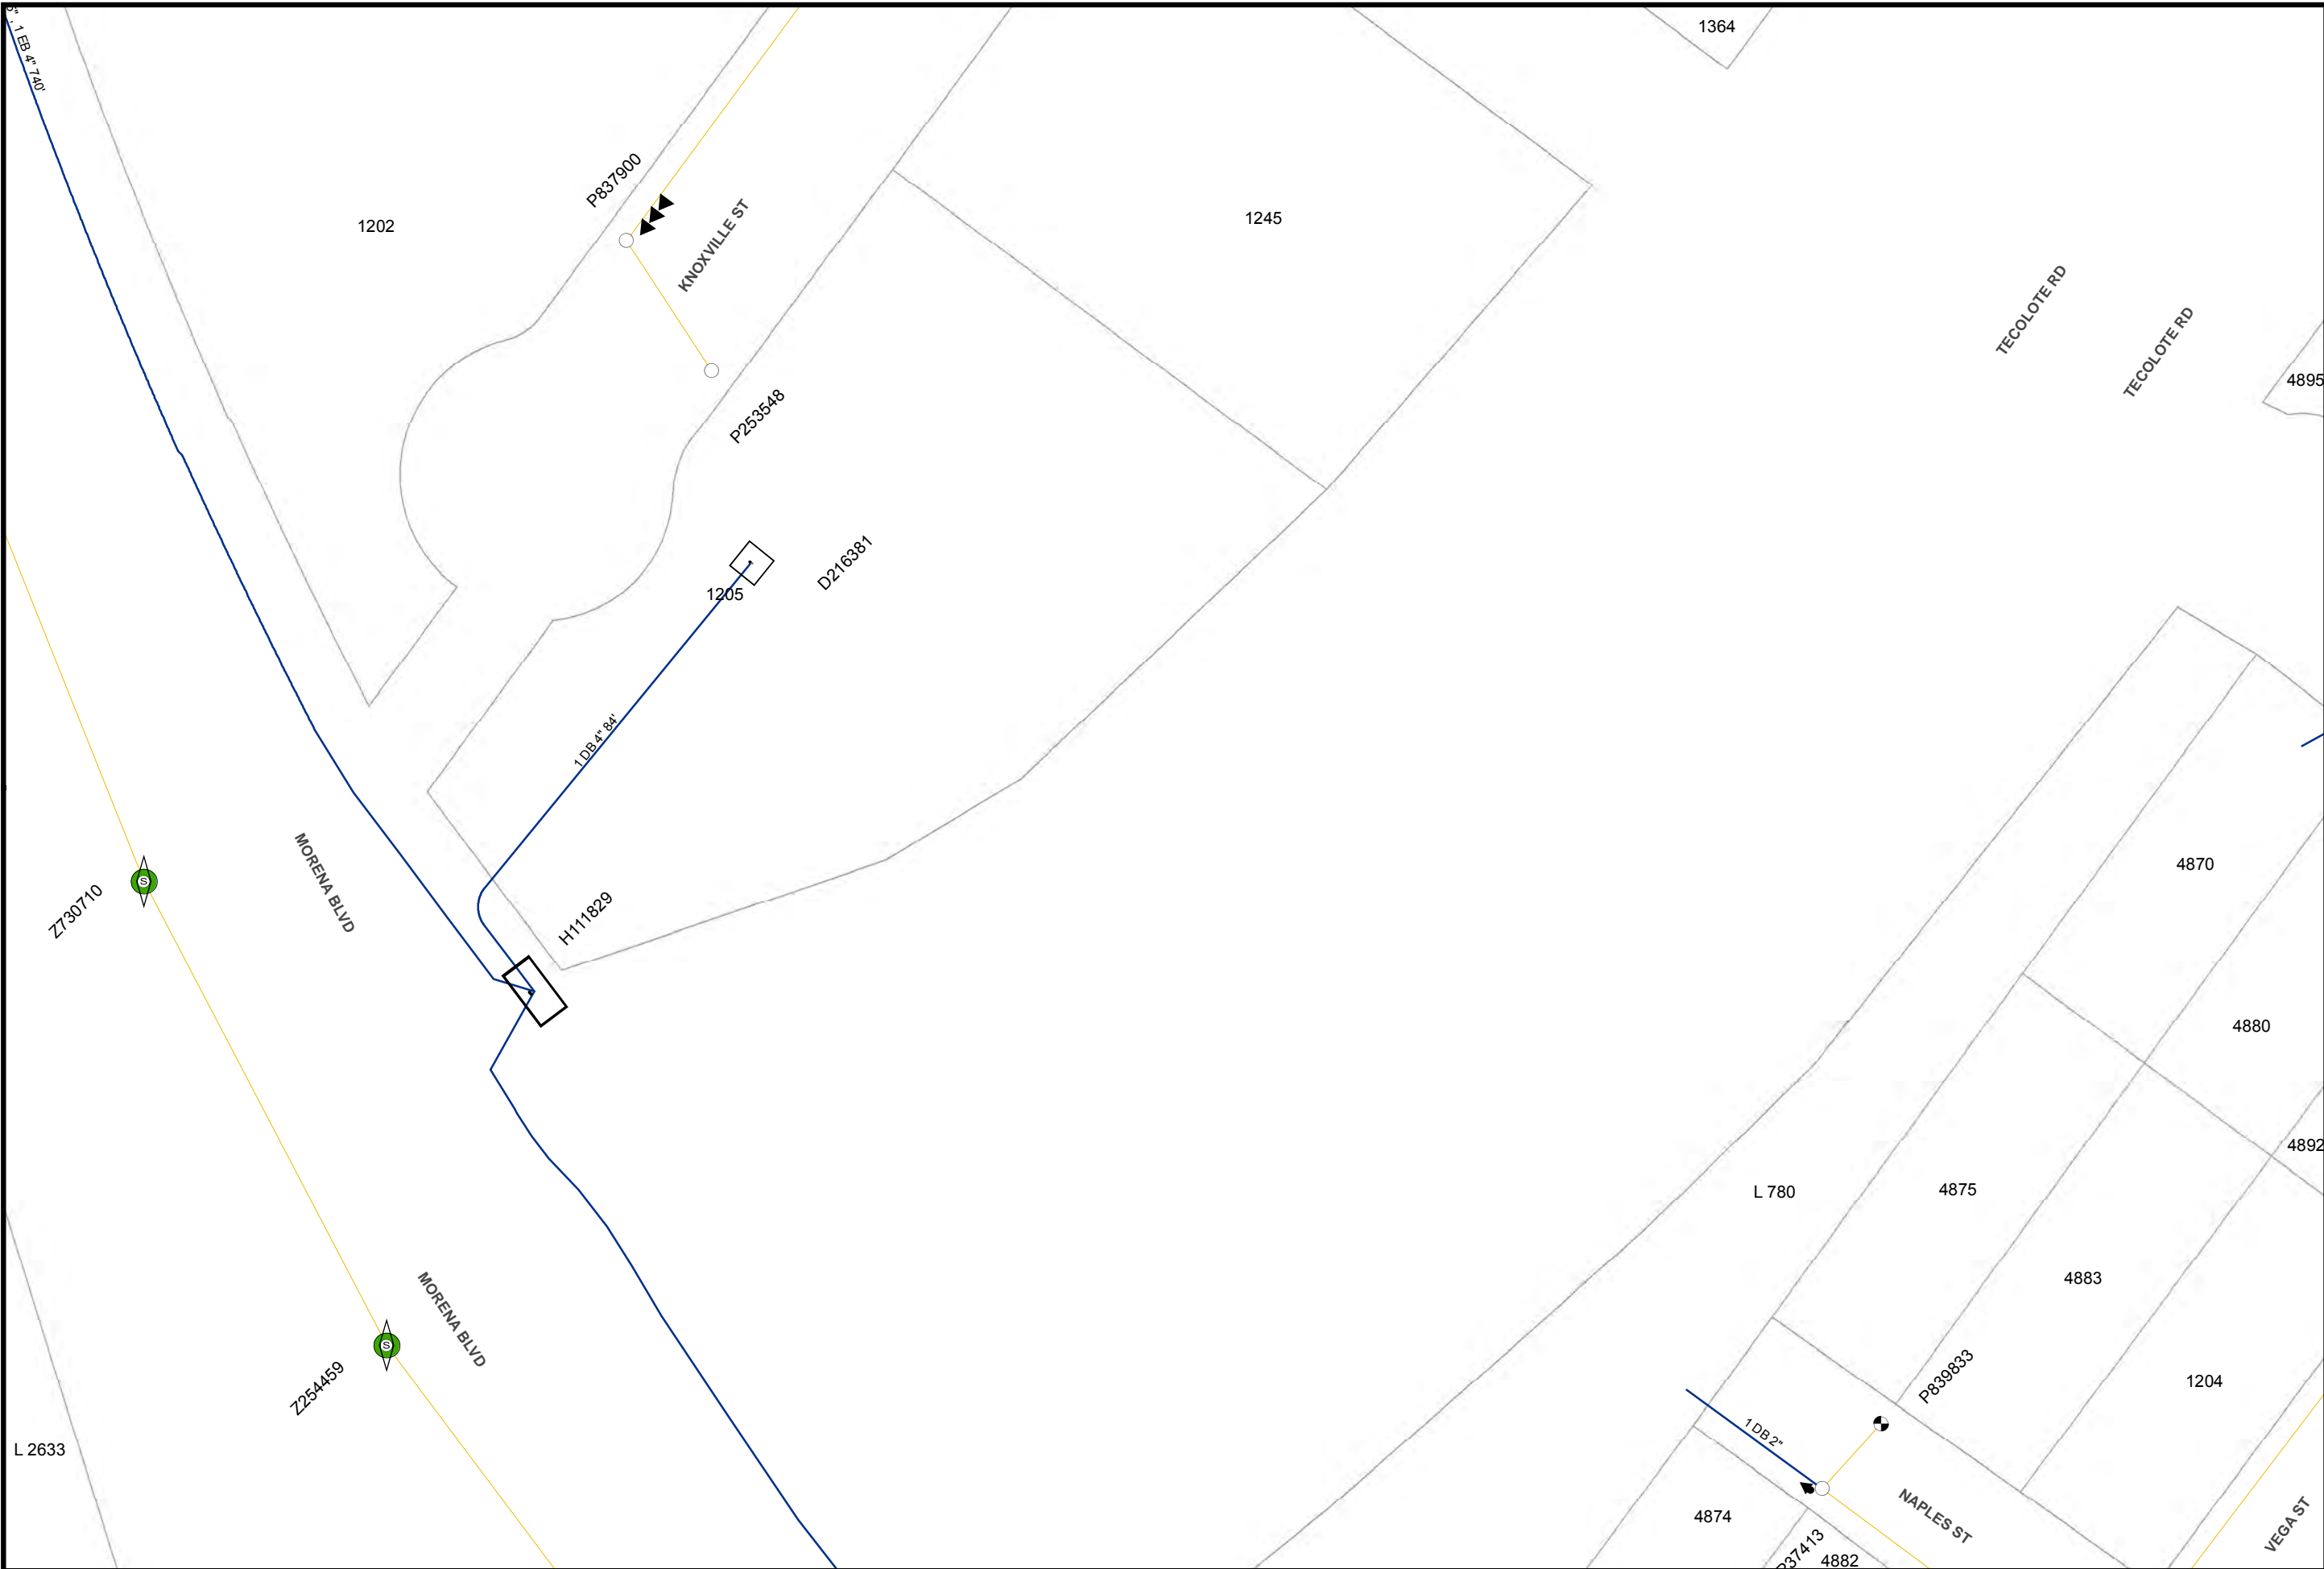 , 1 EB 4" 740'
1364
P837900
1202
KNOXVILLE ST
1245
TECOLOTE RD
TECOLOTE RD
4895
P253548
D216381
1205
1 DB 4" 84'
MORENA BLVD
Z730710
H111829
4870
4880
4892
L 780
4875
4883
MORENA BLVD
Z254459
P839833
1204
L 2633
1 DB 2"
4874
NAPLES ST
VEGA ST
37413
4882
S
S